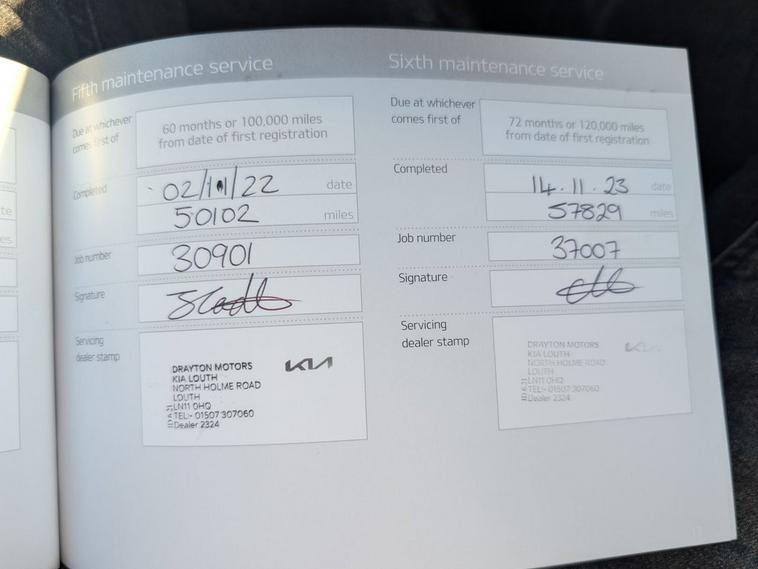 Fifth maintenance service
Due at whichever
comes first of
60 months or 100,000 miles
from date of first registration
Completed
02/11/22 date
50102 miles
Job number
30901
Signature
Servicing
dealer stamp
DRAYTON MOTORS
KIA LOUTH
NORTH HOLME ROAD
LOUTH
LN11 0HQ
TEL:- 01507 307060
Dealer 2324
KIA
Sixth maintenance service
Due at whichever
comes first of
72 months or 120,000 miles
from date of first registration
Completed
14.11.23 date
57829 miles
Job number
37007
Signature
Servicing
dealer stamp
DRAYTON MOTORS
KIA LOUTH
NORTH HOLME ROAD
LOUTH
LN11 0HQ
TEL:- 01507 307060
Dealer 2324
KIA